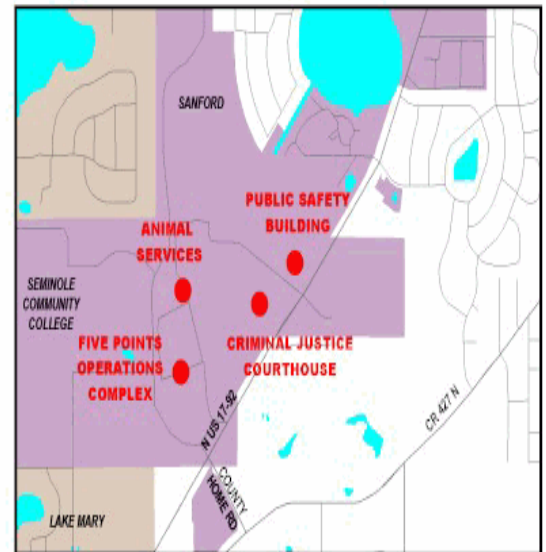 SANFORD
PUBLIC SAFETY
BUILDING
ANIMAL
SERVICES
SEMINOLE
COMMUNITY
COLLEGE
FIVE POINTS
OPERATIONS
COMPLEX
CRIMINAL JUSTICE
COURTHOUSE
N US 17-92
CR 427 N
COUNTY
HOME RD
LAKE MARY